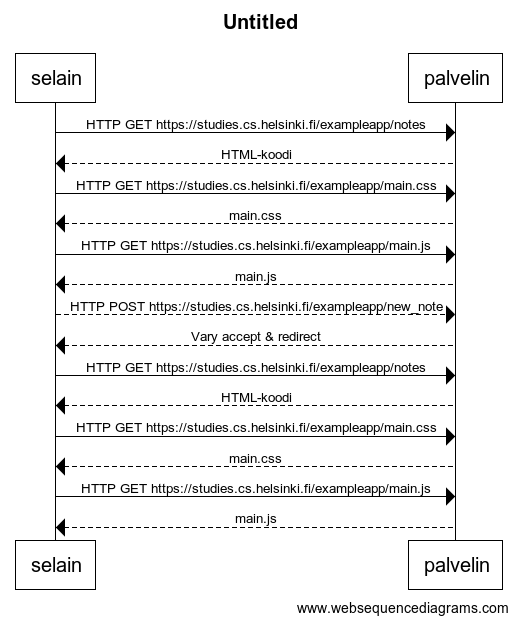 Untitled
selain palvelin
HTTP GET https://studies.cs.helsinki.fi/exampleapp/notes
HTML-koodi
HTTP GET https://studies.cs.helsinki.fi/exampleapp/main.css
main.css
HTTP GET https://studies.cs.helsinki.fi/exampleapp/main.js
main.js
HTTP POST https://studies.cs.helsinki.fi/exampleapp/new_note
Vary accept & redirect
HTTP GET https://studies.cs.helsinki.fi/exampleapp/notes
HTML-koodi
HTTP GET https://studies.cs.helsinki.fi/exampleapp/main.css
main.css
HTTP GET https://studies.cs.helsinki.fi/exampleapp/main.js
main.js
selain palvelin
www.websequencediagrams.com